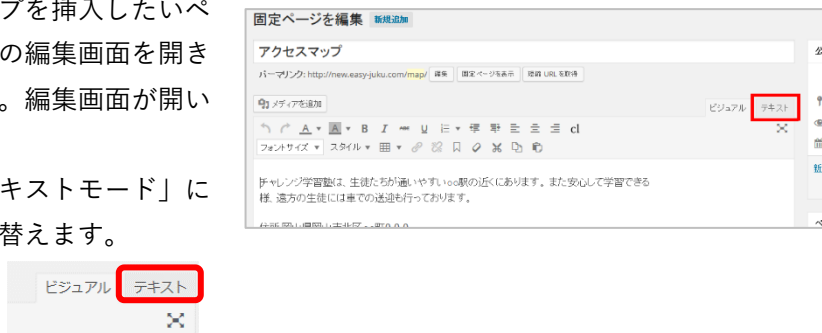 プを挿入したいペ
の編集画面を開き
。編集画面が開い
キストモード」に
替えます。
ビジュアル テキスト
固定ページを編集 新規追加
アクセスマップ
パーマリンク: http://new.easy-juku.com/map/ 編集 固定ページを表示 短縮 URL を取得
メディアを追加
ビジュアル テキスト
A A B I ABC U cl
フォントサイズ スタイル
チャレンジ学習塾は、生徒たちが通いやすい○○駅の近くにあります。また安心して学習できる
様、遠方の生徒には車での送迎も行っております。